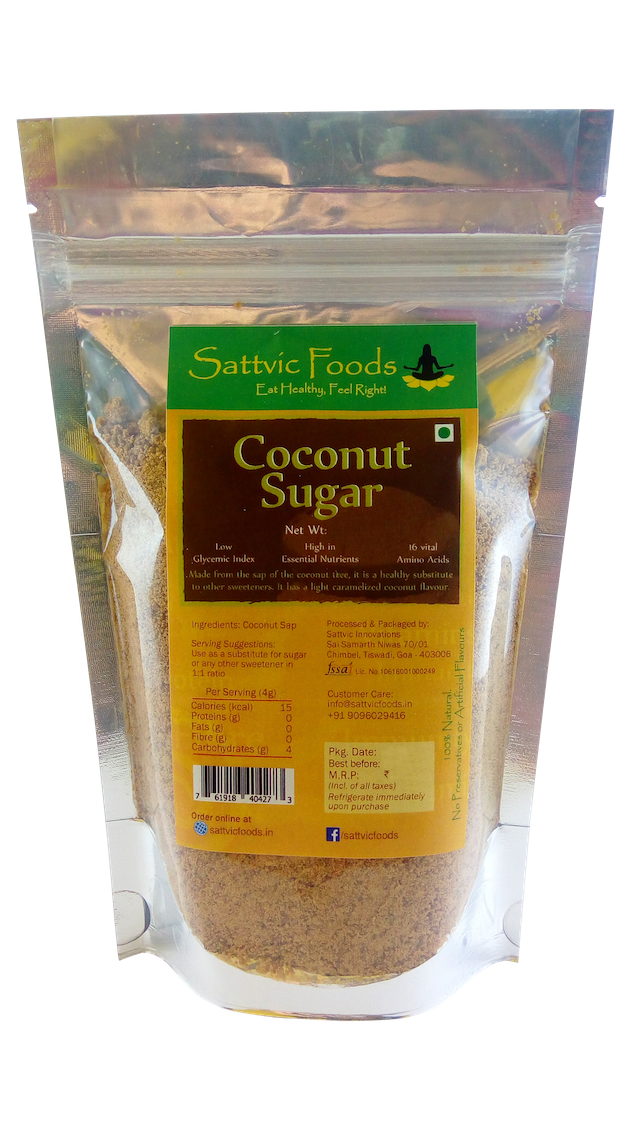 Sattvic Foods
Eat Healthy, Feel Right!
Coconut
Sugar
Net Wt:
Low
Glycemic Index
High in
Essential Nutrients
16 vital
Amino Acids
Made from the sap of the coconut tree, it is a healthy substitute
to other sweeteners. It has a light caramelized coconut flavour.
Ingredients: Coconut Sap
Serving Suggestions:
Use as a substitute for sugar
or any other sweetener in
1:1 ratio
Per Serving (4g)
Calories (kcal) 15
Proteins (g) 0
Fats (g) 0
Fibre (g) 0
Carbohydrates (g) 4
7 61918 40427 3
Order online at
sattvicfoods.in
Processed & Packaged by:
Sattvic Innovations
Sai Samarth Niwas 70/01
Chimbel, Tiswadi, Goa - 403006
fssai Lic. No.10616001000249
Customer Care:
info@sattvicfoods.in
+91 9096029416
Pkg. Date:
Best before:
M.R.P: ₹
(Incl. of all taxes)
Refrigerate immediately
upon purchase
f/sattvicfoods
100% Natural.
No Preservatives or Artificial Flavours